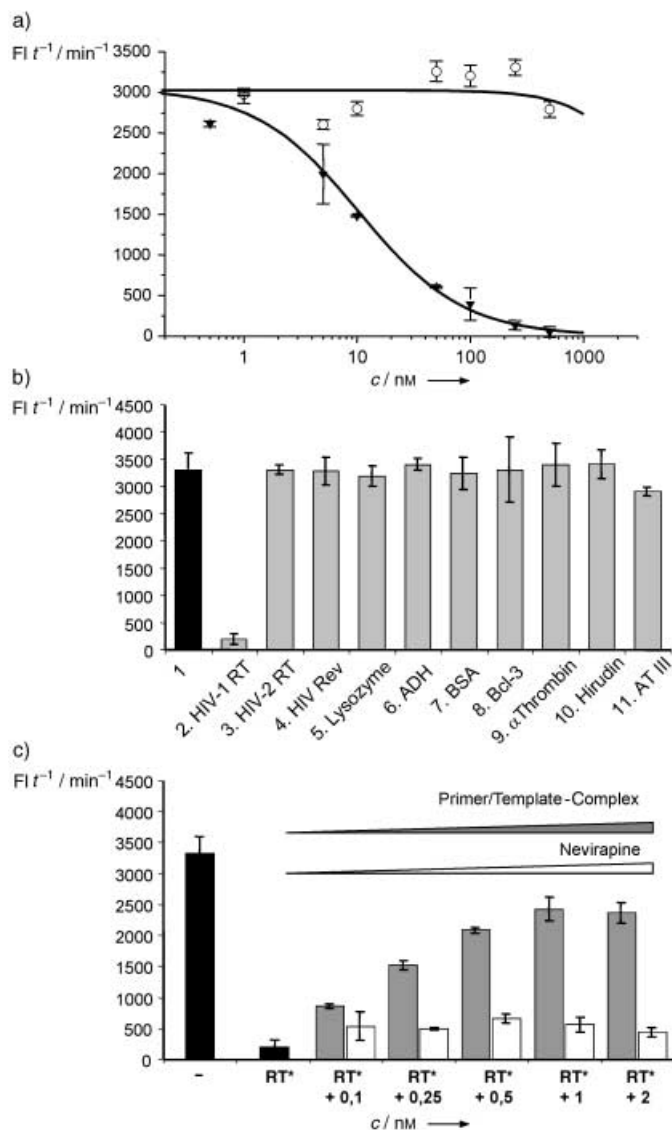 a)
FI t⁻¹ / min⁻¹
3500
3000
2500
2000
1500
1000
500
0
1 10 100 1000
c / nM
b)
FI t⁻¹ / min⁻¹
4500
4000
3500
3000
2500
2000
1500
1000
500
0
1
2. HIV-1 RT
3. HIV-2 RT
4. HIV Rev
5. Lysozyme
6. ADH
7. BSA
8. Bcl-3
9. αThrombin
10. Hirudin
11. AT III
c)
FI t⁻¹ / min⁻¹
4500
4000
3500
3000
2500
2000
1500
1000
500
0
Primer/Template-Complex
Nevirapine
– RT* RT* RT* RT* RT* RT*
+ 0,1 + 0,25 + 0,5 + 1 + 2
c / nM